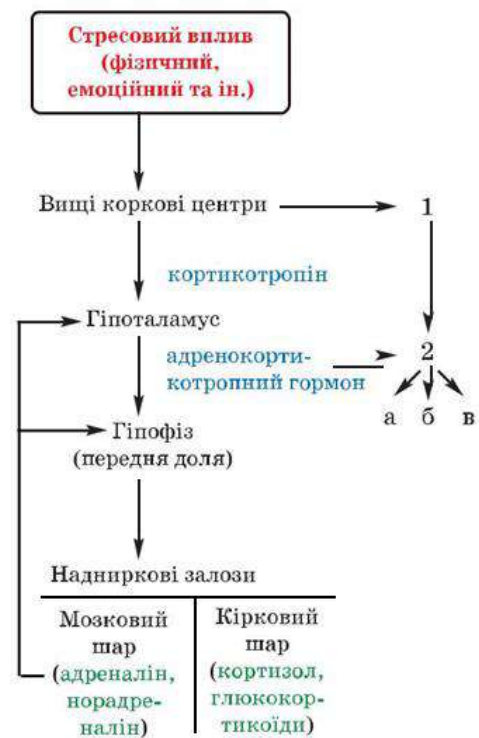 Стресовий вплив
(фізичний,
емоційний та ін.)
Вищі коркові центри
1
кортикотропін
Гіпоталамус
адренокорти-
котропний гормон
2
а б в
Гіпофіз
(передня доля)
Надниркові залози
Мозковий
шар
(адреналін,
норадре-
налін)
Кірковий
шар
(кортизол,
глюкокор-
тикоїди)